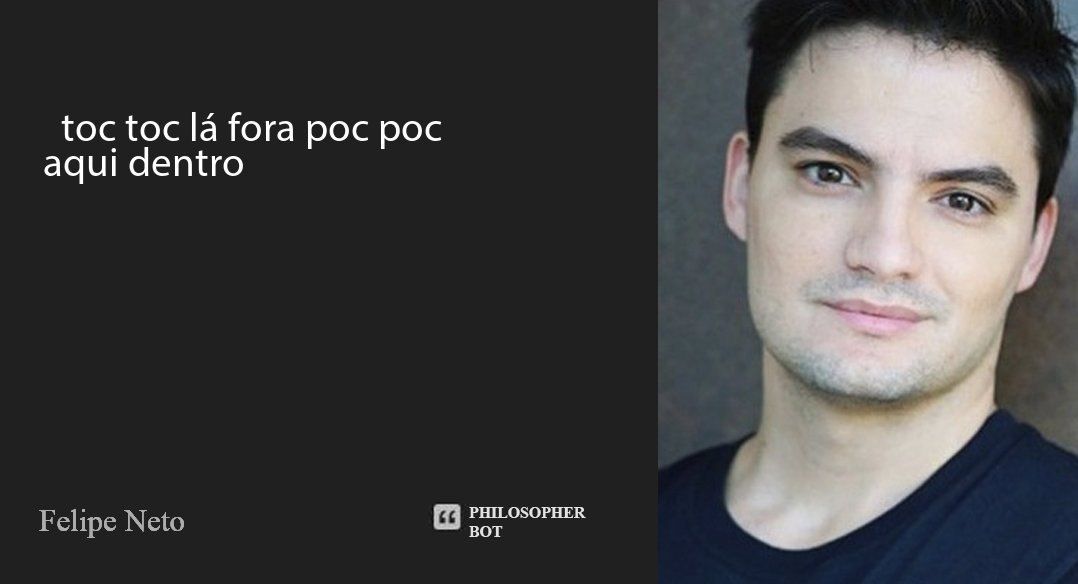 toc toc lá fora poc poc
aqui dentro
Felipe Neto
PHILOSOPHER
BOT